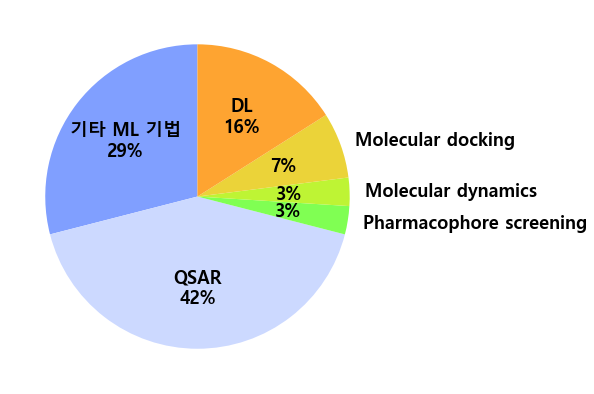 DL
16%
기타 ML 기법
29%
7%
Molecular docking
3%
Molecular dynamics
3%
Pharmacophore screening
QSAR
42%